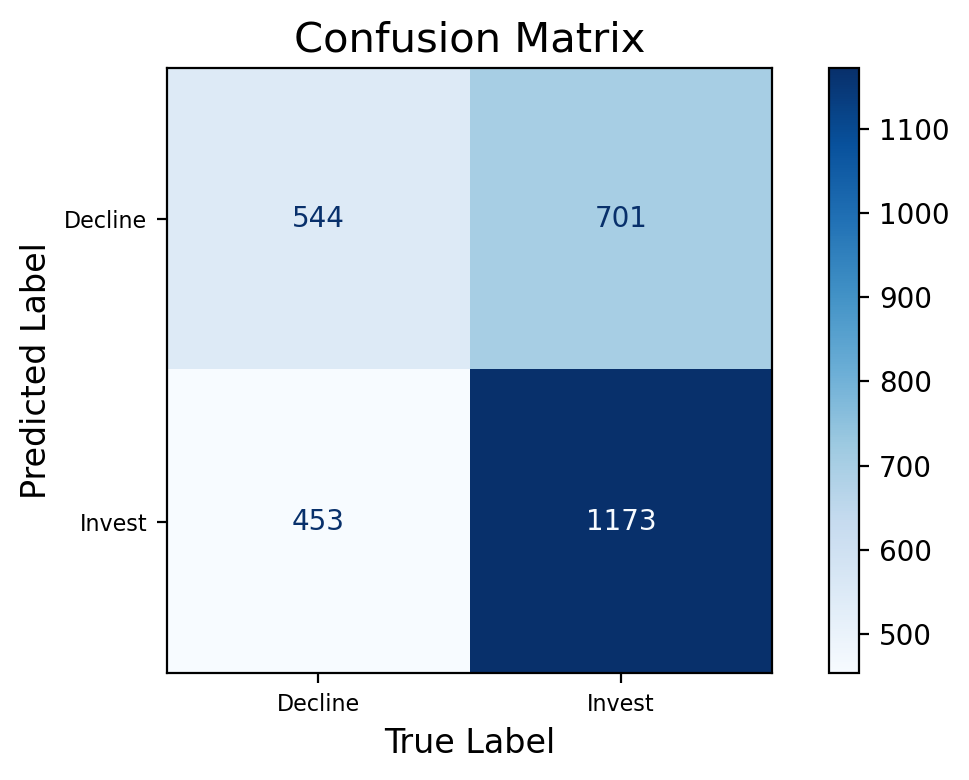 Confusion Matrix
Predicted Label
Decline
544
701
Invest
453
1173
Decline
Invest
True Label
1100
1000
900
800
700
600
500